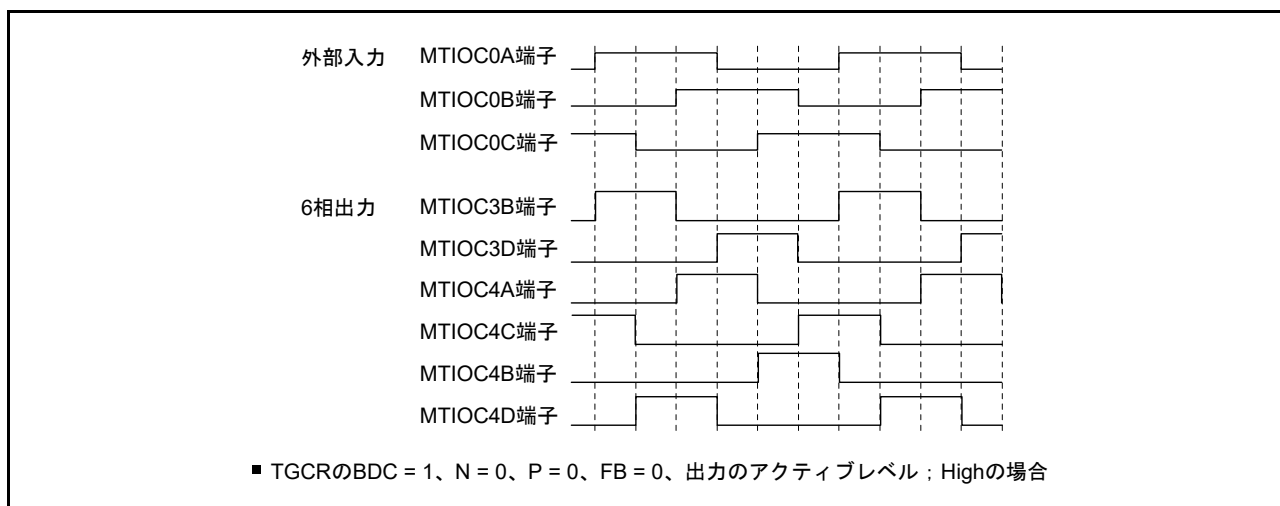 外部入力 MTIOC0A端子
MTIOC0B端子
MTIOC0C端子
6相出力 MTIOC3B端子
MTIOC3D端子
MTIOC4A端子
MTIOC4C端子
MTIOC4B端子
MTIOC4D端子
■ TGCRのBDC = 1、N = 0、P = 0、FB = 0、出力のアクティブレベル ; Highの場合